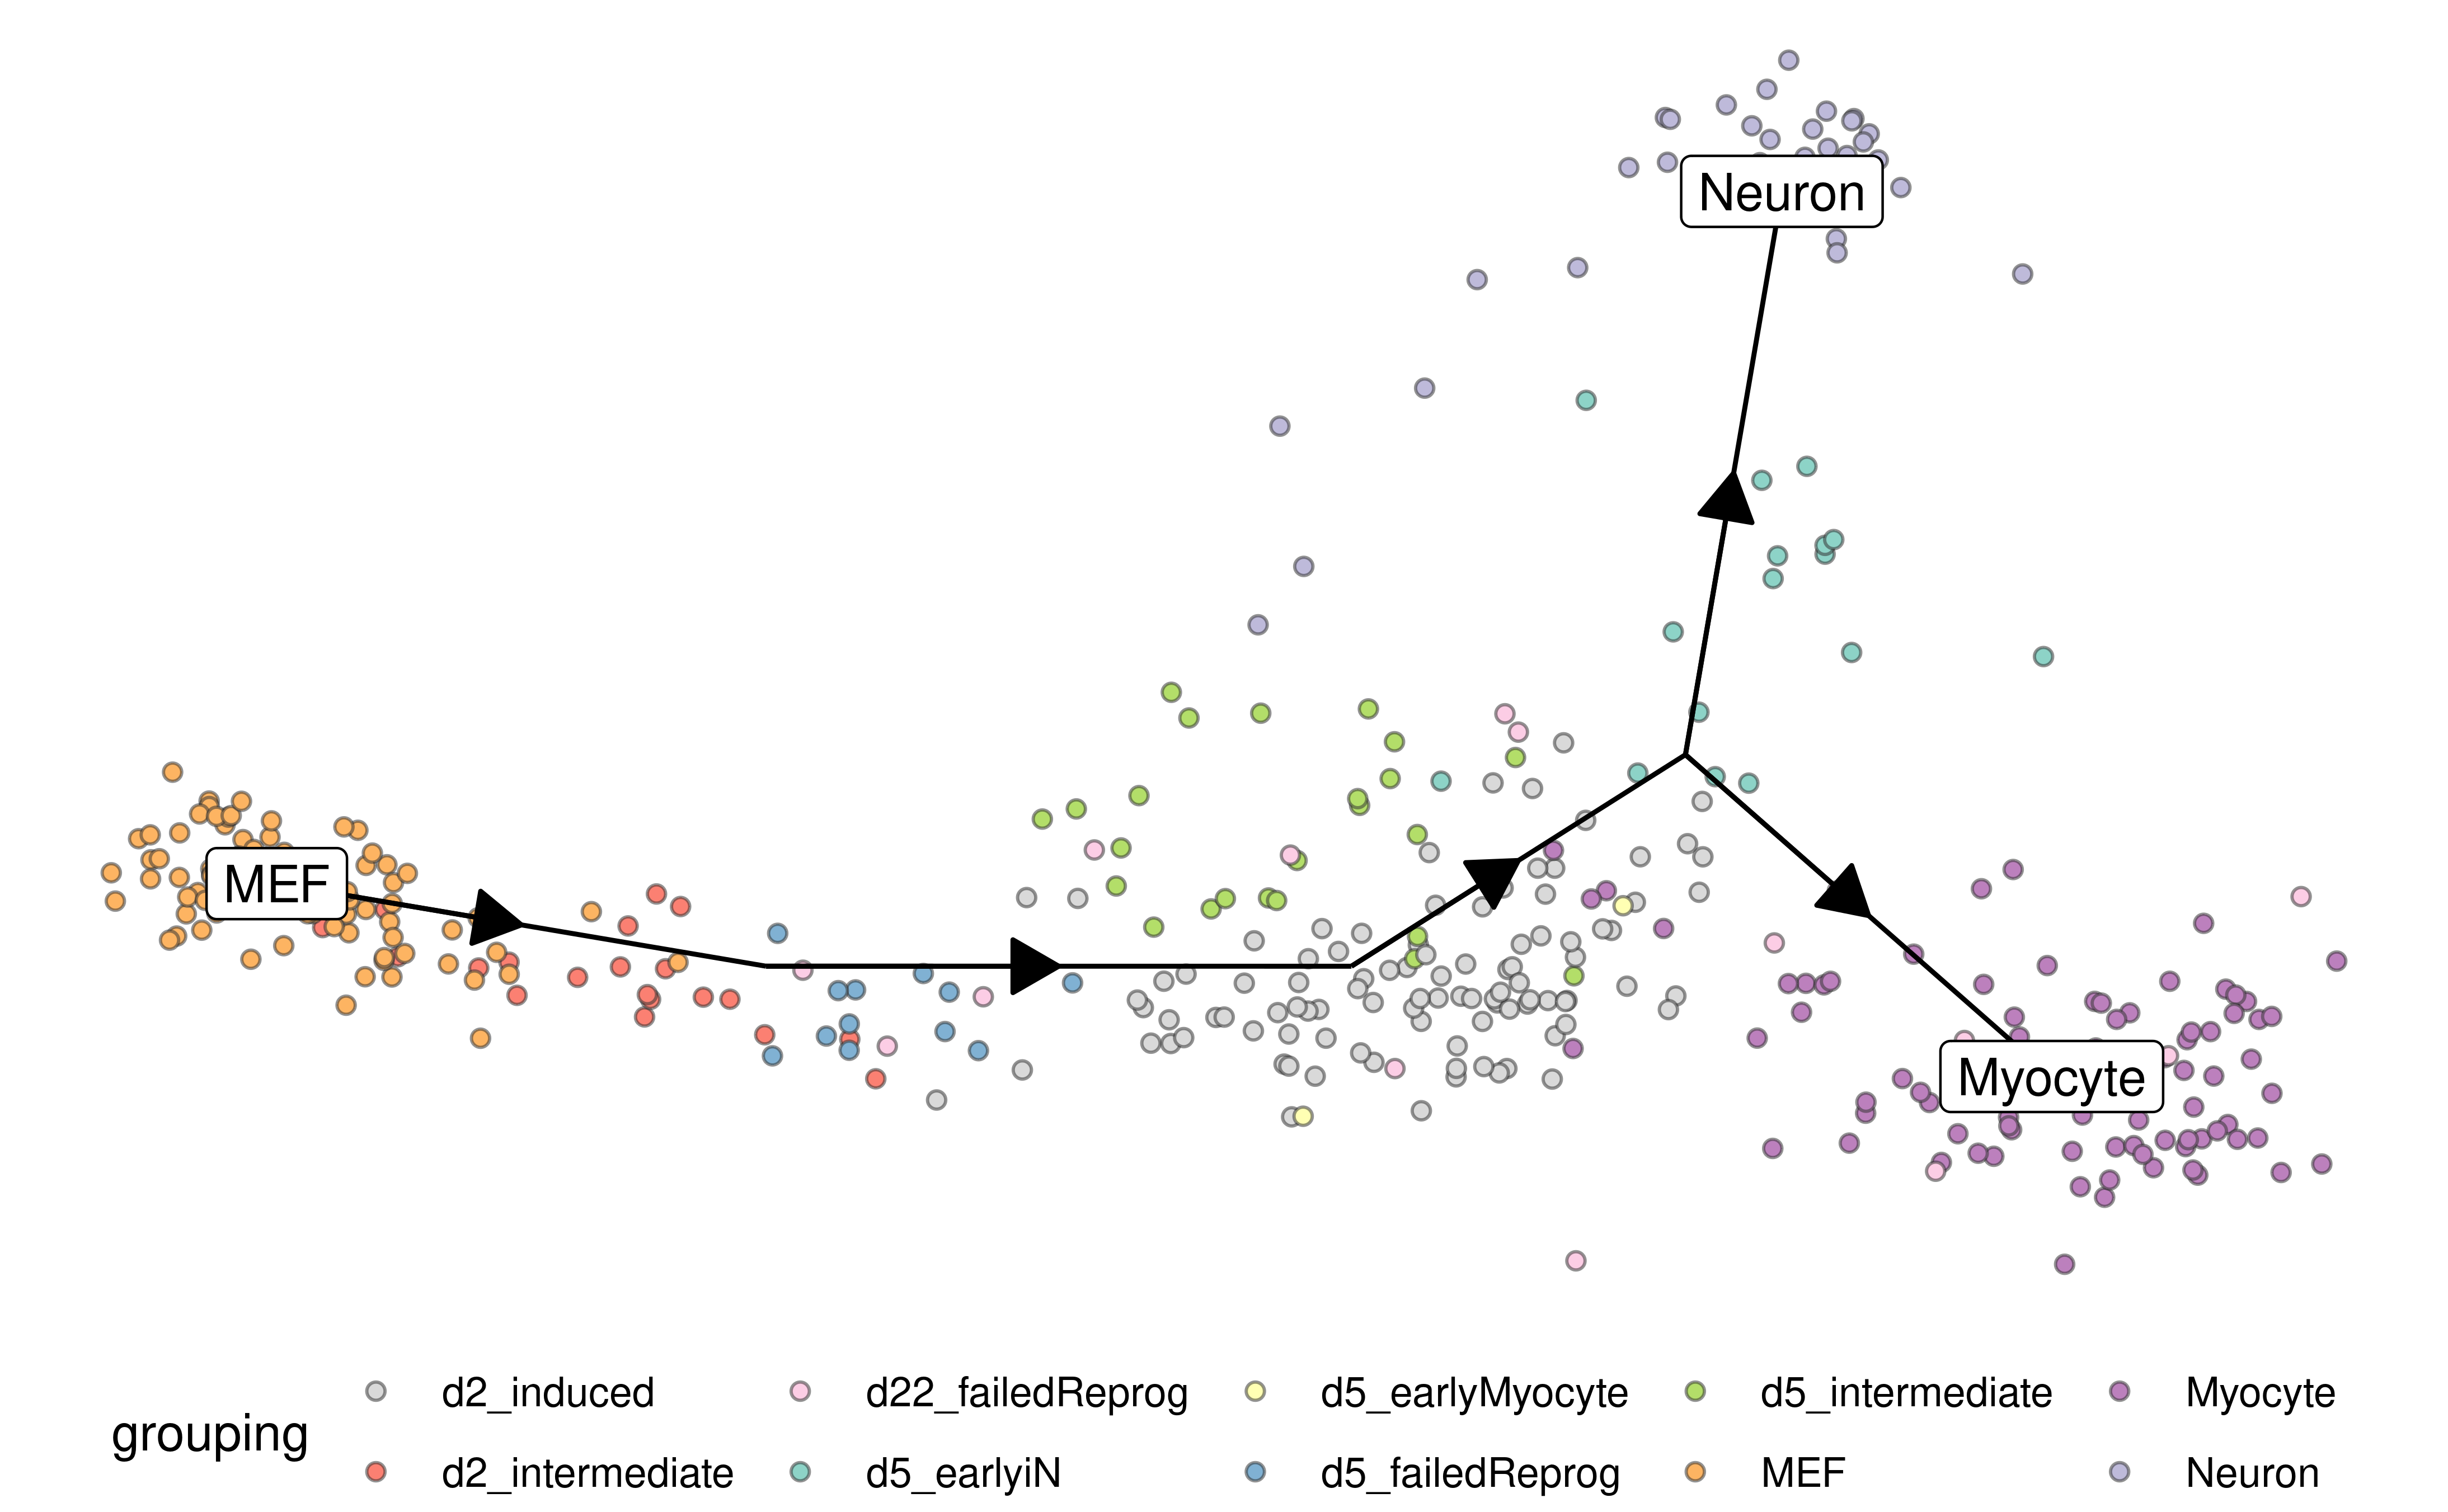 Neuron
MEF
Myocyte
grouping
d2_induced
d22_failedReprog
d5_earlyMyocyte
d5_intermediate
Myocyte
d2_intermediate
d5_earlyiN
d5_failedReprog
MEF
Neuron